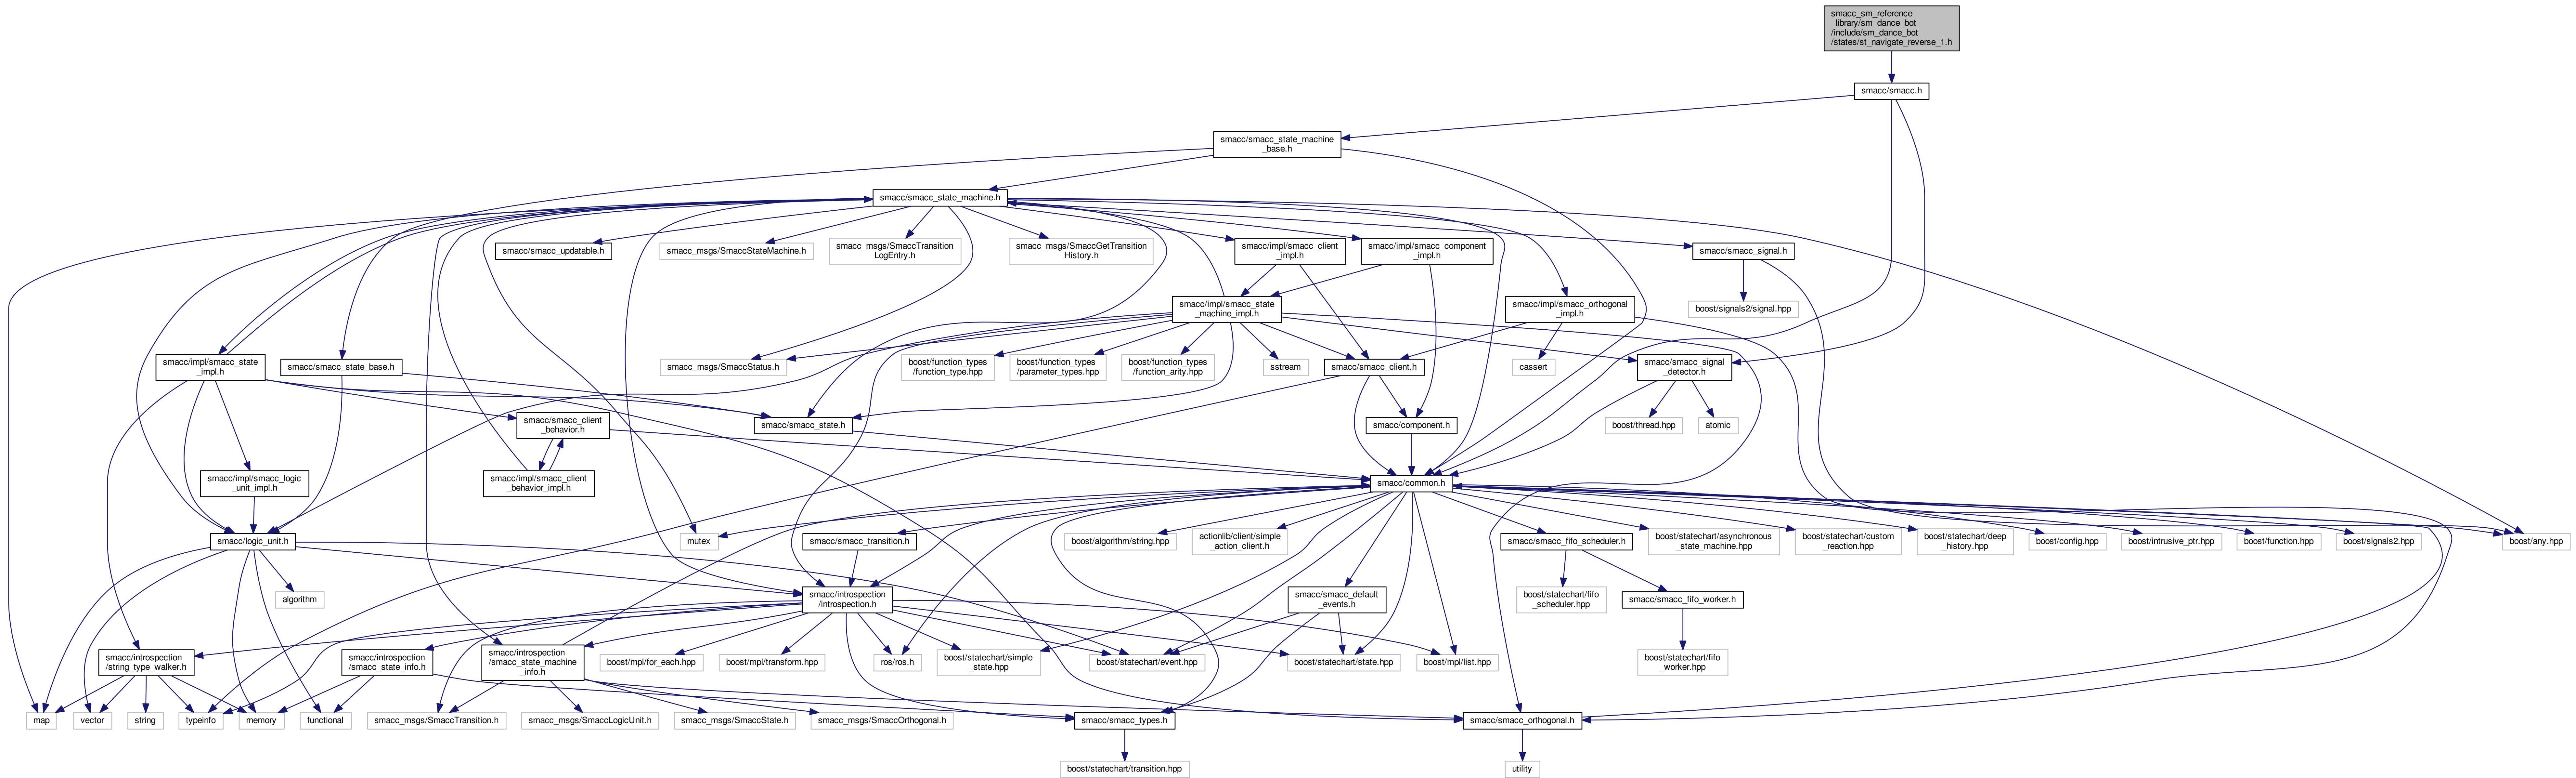 smacc_sm_reference
_library/sm_dance_bot
/include/sm_dance_bot
/states/st_navigate_reverse_1.h
smacc/smacc.h
smacc/smacc_state_machine
_base.h
smacc/smacc_state_machine.h
smacc/smacc_updatable.h
smacc_msgs/SmaccStateMachine.h
smacc_msgs/SmaccTransition
LogEntry.h
smacc_msgs/SmaccGetTransition
History.h
smacc/impl/smacc_client
_impl.h
smacc/impl/smacc_component
_impl.h
smacc/smacc_signal.h
smacc/impl/smacc_state
_machine_impl.h
smacc/impl/smacc_orthogonal
_impl.h
boost/signals2/signal.hpp
smacc/impl/smacc_state
_impl.h
smacc/smacc_state_base.h
smacc_msgs/SmaccStatus.h
boost/function_types
/function_type.hpp
boost/function_types
/parameter_types.hpp
boost/function_types
/function_arity.hpp
sstream
smacc/smacc_client.h
cassert
smacc/smacc_signal
_detector.h
smacc/smacc_client
_behavior.h
smacc/smacc_state.h
smacc/component.h
boost/thread.hpp
atomic
smacc/impl/smacc_logic
_unit_impl.h
smacc/impl/smacc_client
_behavior_impl.h
smacc/common.h
smacc/logic_unit.h
mutex
smacc/smacc_transition.h
boost/algorithm/string.hpp
actionlib/client/simple
_action_client.h
smacc/smacc_fifo_scheduler.h
boost/statechart/asynchronous
_state_machine.hpp
boost/statechart/custom
_reaction.hpp
boost/statechart/deep
_history.hpp
boost/config.hpp
boost/intrusive_ptr.hpp
boost/function.hpp
boost/signals2.hpp
boost/any.hpp
algorithm
smacc/introspection
/introspection.h
smacc/smacc_default
_events.h
boost/statechart/fifo
_scheduler.hpp
smacc/smacc_fifo_worker.h
smacc/introspection
/string_type_walker.h
smacc/introspection
/smacc_state_info.h
smacc/introspection
/smacc_state_machine
_info.h
boost/mpl/for_each.hpp
boost/mpl/transform.hpp
ros/ros.h
boost/statechart/simple
_state.hpp
boost/statechart/event.hpp
boost/statechart/state.hpp
boost/mpl/list.hpp
boost/statechart/fifo
_worker.hpp
map
vector
string
typeinfo
memory
functional
smacc_msgs/SmaccTransition.h
smacc_msgs/SmaccLogicUnit.h
smacc_msgs/SmaccState.h
smacc_msgs/SmaccOrthogonal.h
smacc/smacc_types.h
smacc/smacc_orthogonal.h
boost/statechart/transition.hpp
utility